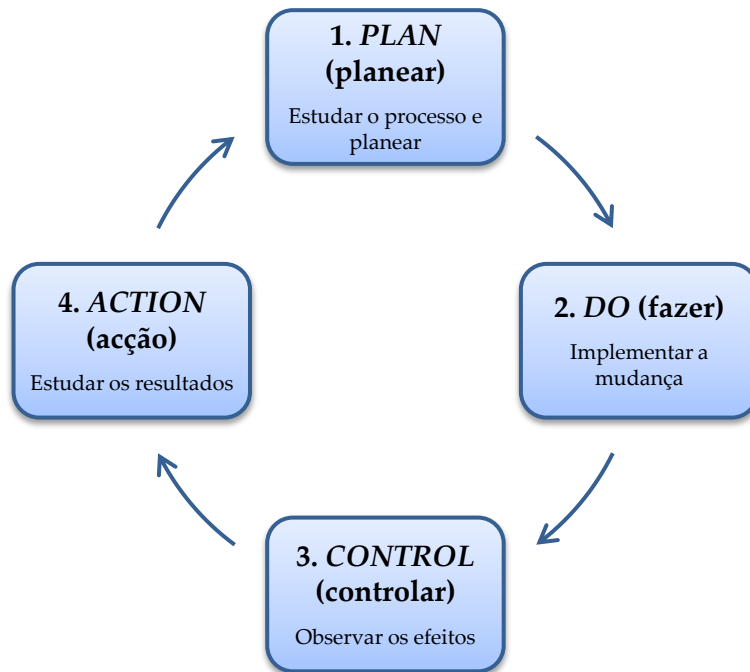 1. PLAN
(planear)
Estudar o processo e
planear
2. DO (fazer)
Implementar a
mudança
3. CONTROL
(controlar)
Observar os efeitos
4. ACTION
(acção)
Estudar os resultados